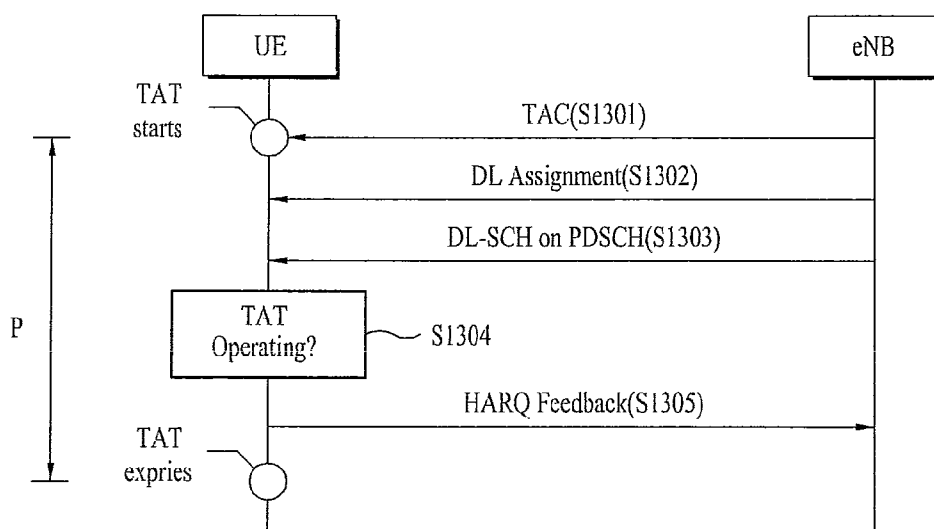 UE
eNB
TAT
starts
TAC(S1301)
DL Assignment(S1302)
DL-SCH on PDSCH(S1303)
P
TAT
Operating?
S1304
HARQ Feedback(S1305)
TAT
expries